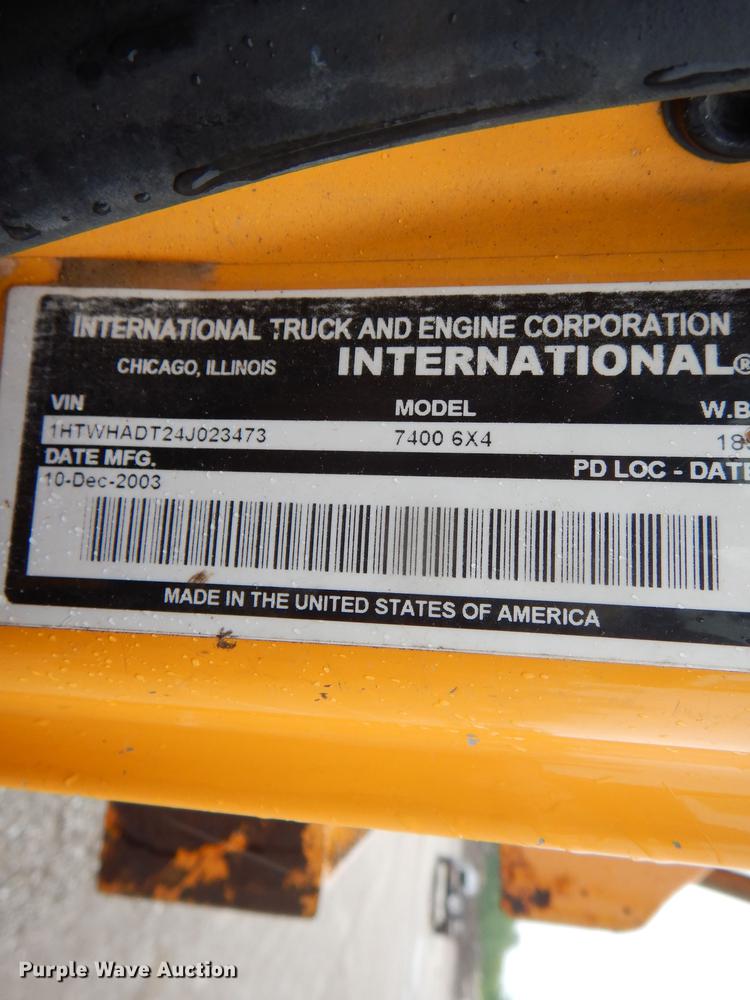 INTERNATIONAL TRUCK AND ENGINE CORPORATION
CHICAGO, ILLINOIS INTERNATIONAL®
VIN MODEL W.B
1HTWHADT24J023473 7400 6X4
DATE MFG. PD LOC - DATE
10-Dec-2003
MADE IN THE UNITED STATES OF AMERICA
Purple Wave Auction